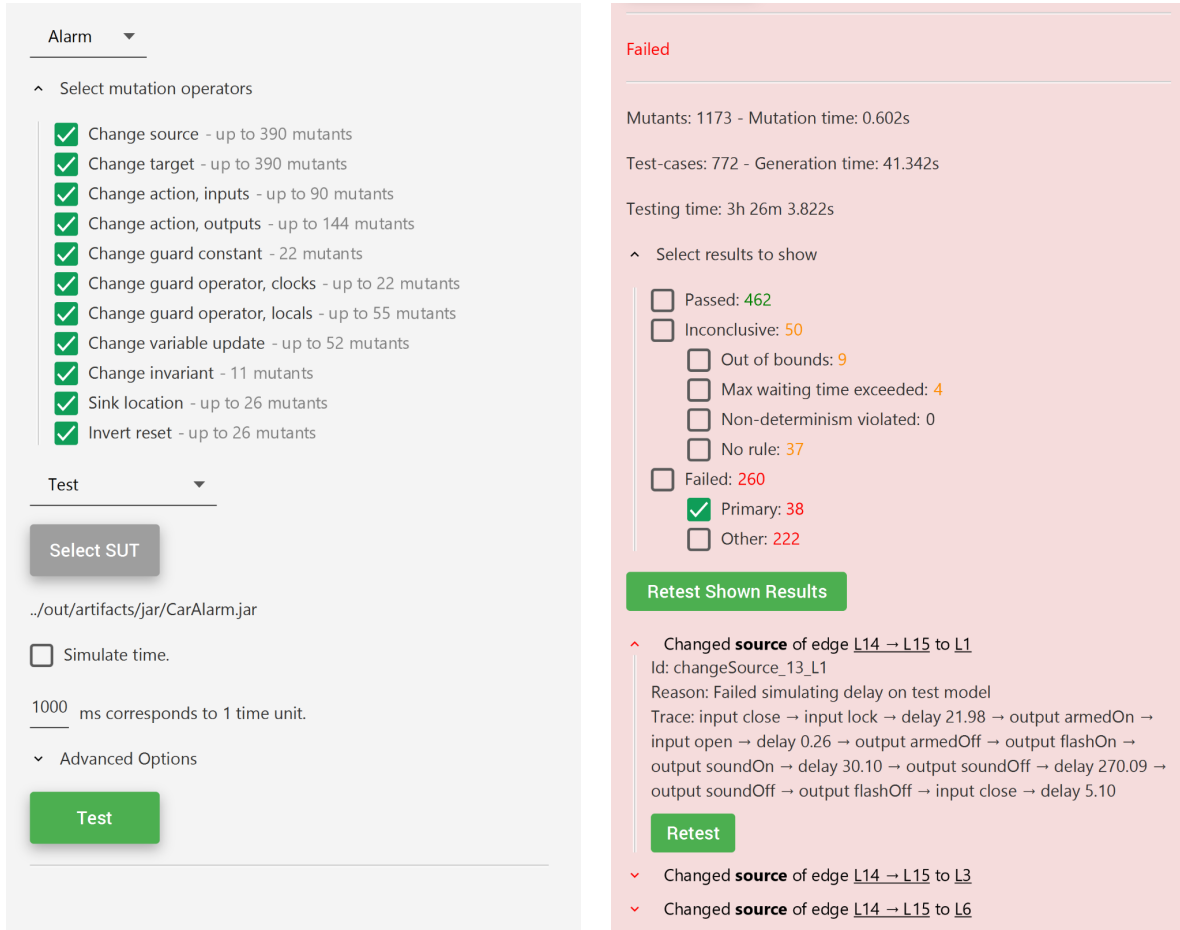 Alarm
Select mutation operators
Change source - up to 390 mutants
Change target - up to 390 mutants
Change action, inputs - up to 90 mutants
Change action, outputs - up to 144 mutants
Change guard constant - 22 mutants
Change guard operator, clocks - up to 22 mutants
Change guard operator, locals - up to 55 mutants
Change variable update - up to 52 mutants
Change invariant - 11 mutants
Sink location - up to 26 mutants
Invert reset - up to 26 mutants
Test
Select SUT
../out/artifacts/jar/CarAlarm.jar
Simulate time.
1000 ms corresponds to 1 time unit.
Advanced Options
Test
Failed
Mutants: 1173 - Mutation time: 0.602s
Test-cases: 772 - Generation time: 41.342s
Testing time: 3h 26m 3.822s
Select results to show
Passed: 462
Inconclusive: 50
Out of bounds: 9
Max waiting time exceeded: 4
Non-determinism violated: 0
No rule: 37
Failed: 260
Primary: 38
Other: 222
Retest Shown Results
Changed source of edge L14 → L15 to L1
Id: changeSource_13_L1
Reason: Failed simulating delay on test model
Trace: input close → input lock → delay 21.98 → output armedOn →
input open → delay 0.26 → output armedOff → output flashOn →
output soundOn → delay 30.10 → output soundOff → delay 270.09 →
output soundOff → output flashOff → input close → delay 5.10
Retest
Changed source of edge L14 → L15 to L3
Changed source of edge L14 → L15 to L6